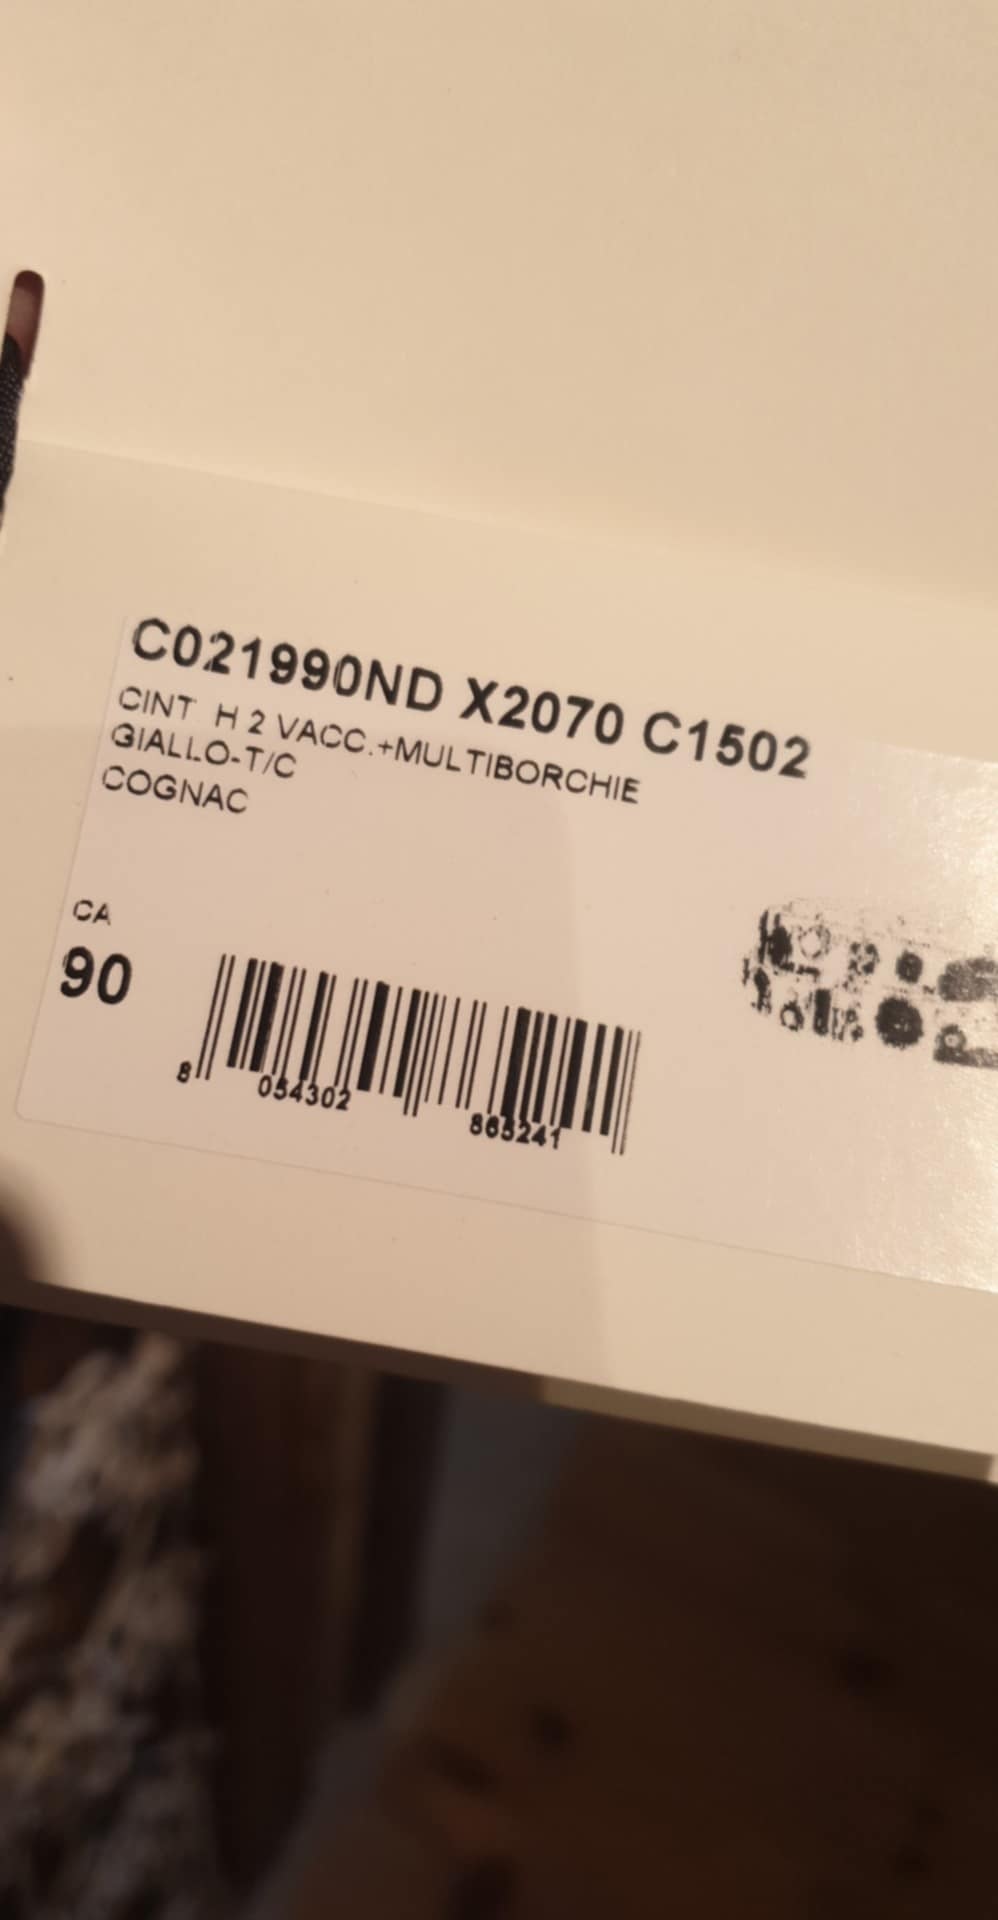 C021990ND X2070 C1502
CINT H 2 VACC.+MULTIBORCHIE
GIALLO-T/C
COGNAC
CA
90
8 054302 865241